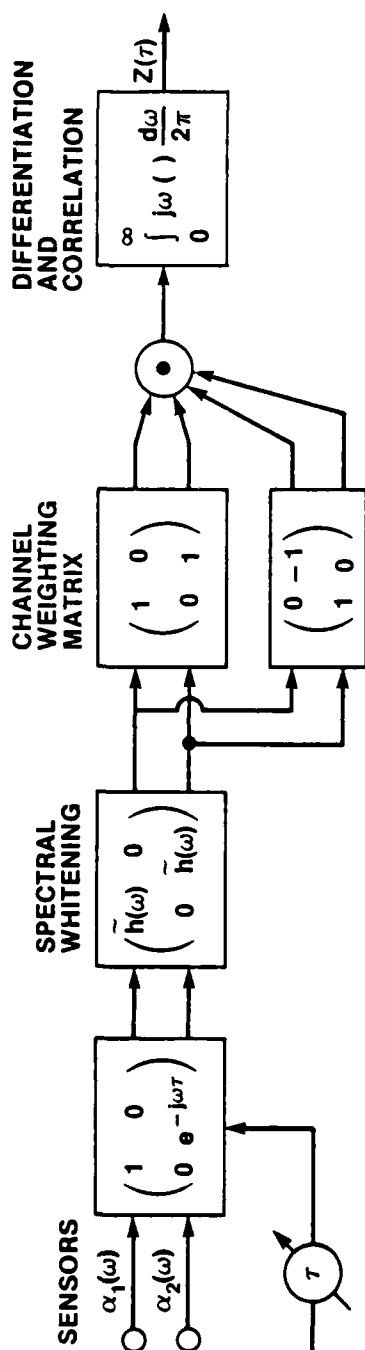 SENSORS
α₁(ω)
α₂(ω)
τ
( 1 0
0 e^{-jωτ} )
SPECTRAL
WHITENING
( h̃(ω) 0
0 h̃(ω) )
CHANNEL
WEIGHTING
MATRIX
( 1 0
0 1 )
( 0 -1
1 0 )
DIFFERENTIATION
AND
CORRELATION
∞
∫ jω ( ) dω/2π
0
Z(τ)